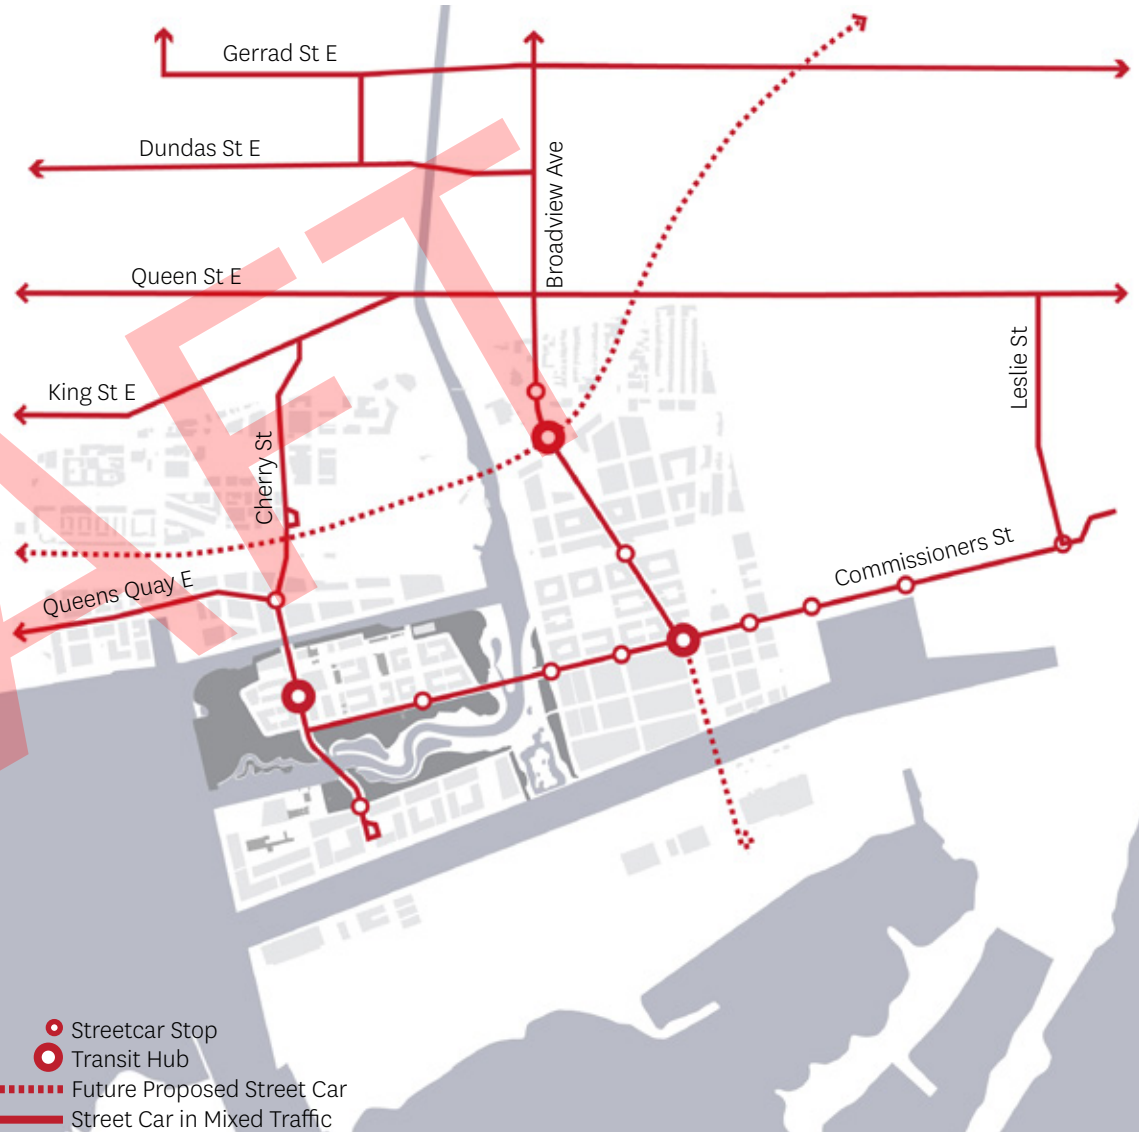 Gerrad St E
Dundas St E
Broadview Ave
Queen St E
Leslie St
King St E
Cherry St
Commissioners St
Queens Quay E
AFT
Streetcar Stop
Transit Hub
Future Proposed Street Car
Street Car in Mixed Traffic